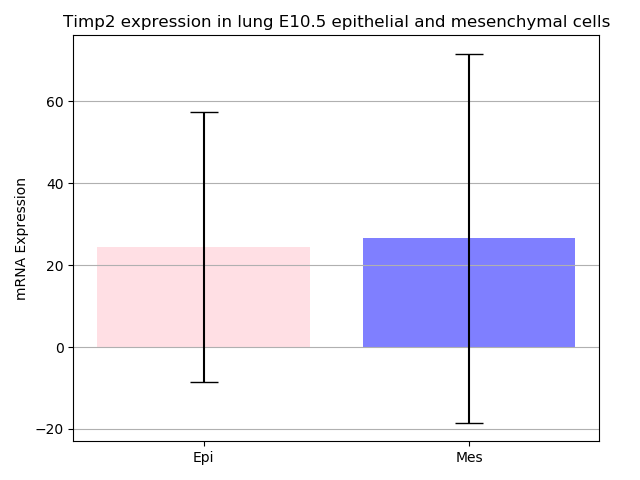 Timp2 expression in lung E10.5 epithelial and mesenchymal cells
mRNA Expression
60
40
20
0
−20
Epi
Mes